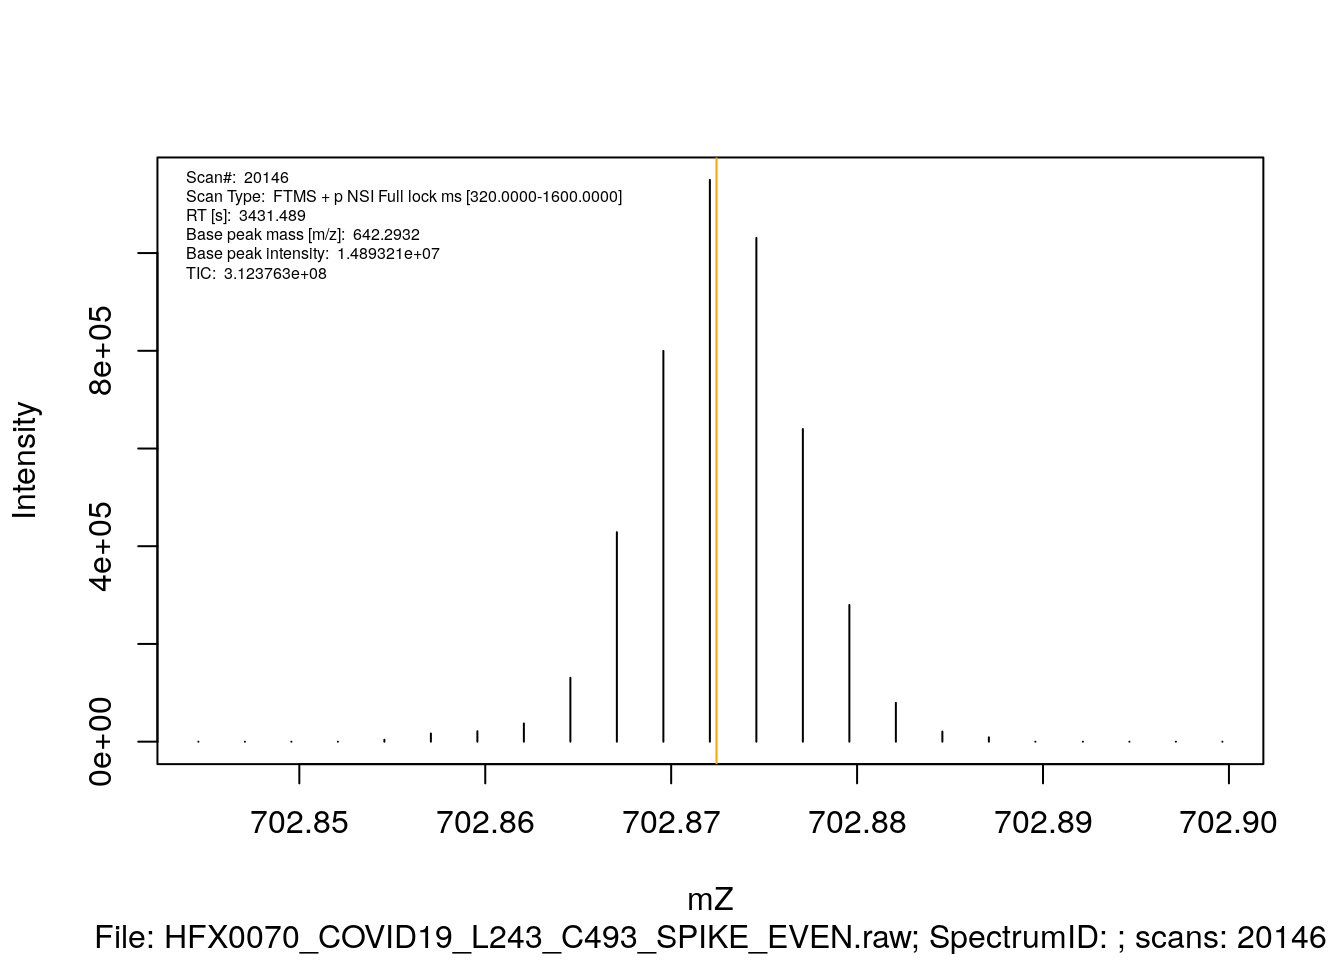 Scan#: 20146
Scan Type: FTMS + p NSI Full lock ms [320.0000-1600.0000]
RT [s]: 3431.489
Base peak mass [m/z]: 642.2932
Base peak intensity: 1.489321e+07
TIC: 3.123763e+08
8e+05
4e+05
0e+00
Intensity
702.85 702.86 702.87 702.88 702.89 702.90
mZ
File: HFX0070_COVID19_L243_C493_SPIKE_EVEN.raw; SpectrumID: ; scans: 20146